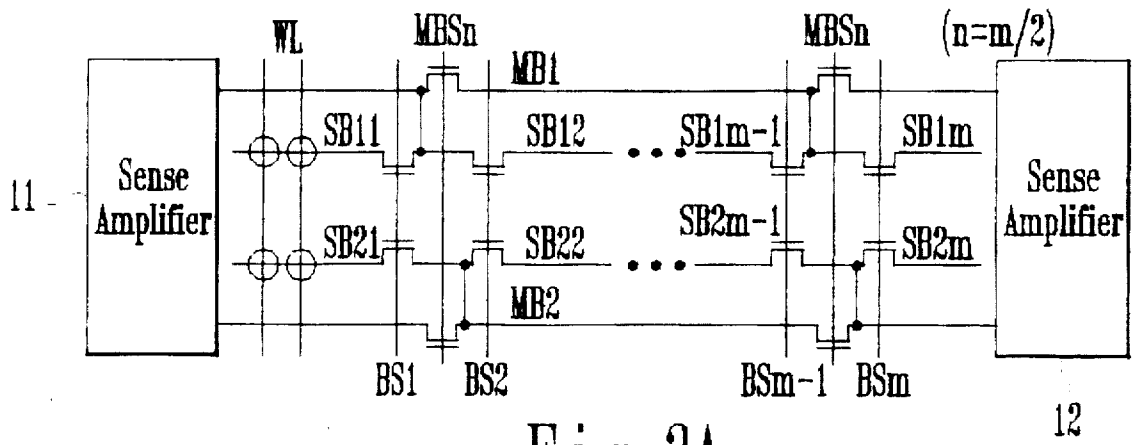 WL MBSn MBSn (n=m/2)
MB1
SB11 SB12 SB1m-1 SB1m
11 Sense Amplifier Sense Amplifier
SB21 SB22 SB2m-1 SB2m
MB2
BS1 BS2 BSm-1 BSm
12